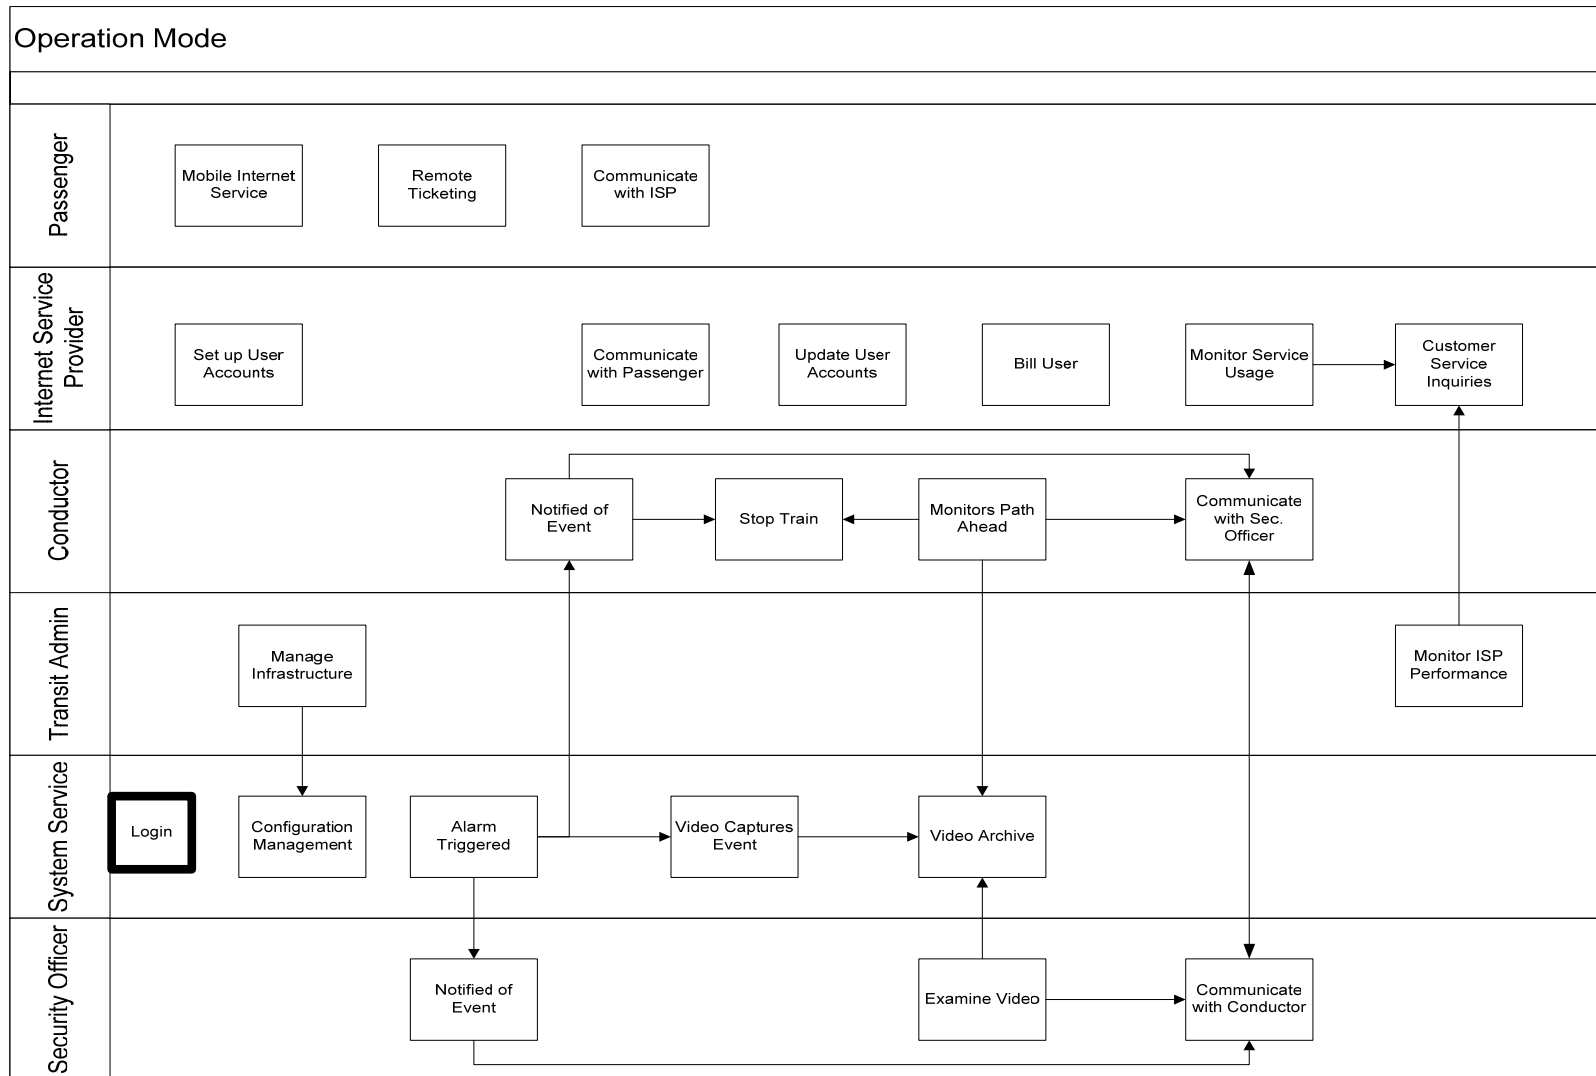 Operation Mode
Passenger
Mobile Internet
Service
Remote
Ticketing
Communicate
with ISP
Internet Service
Provider
Set up User
Accounts
Communicate
with Passenger
Update User
Accounts
Bill User
Monitor Service
Usage
Customer
Service
Inquiries
Conductor
Notified of
Event
Stop Train
Monitors Path
Ahead
Communicate
with Sec.
Officer
Transit Admin
Manage
Infrastructure
Monitor ISP
Performance
System Service
Login
Configuration
Management
Alarm
Triggered
Video Captures
Event
Video Archive
Security Officer
Notified of
Event
Examine Video
Communicate
with Conductor